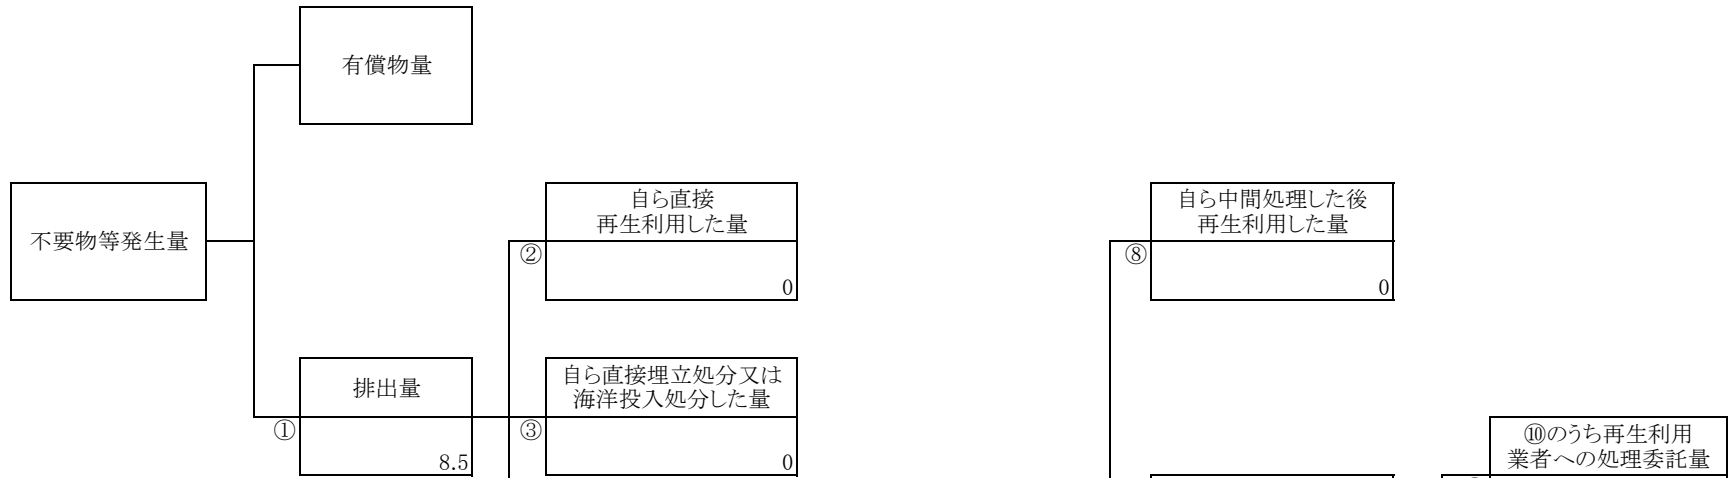 有償物量
不要物等発生量
自ら直接
再生利用した量
②
0
自ら中間処理した後
再生利用した量
⑧
0
排出量
①
8.5
自ら直接埋立処分又は
海洋投入処分した量
③
0
⑩のうち再生利用
業者への処理委託量